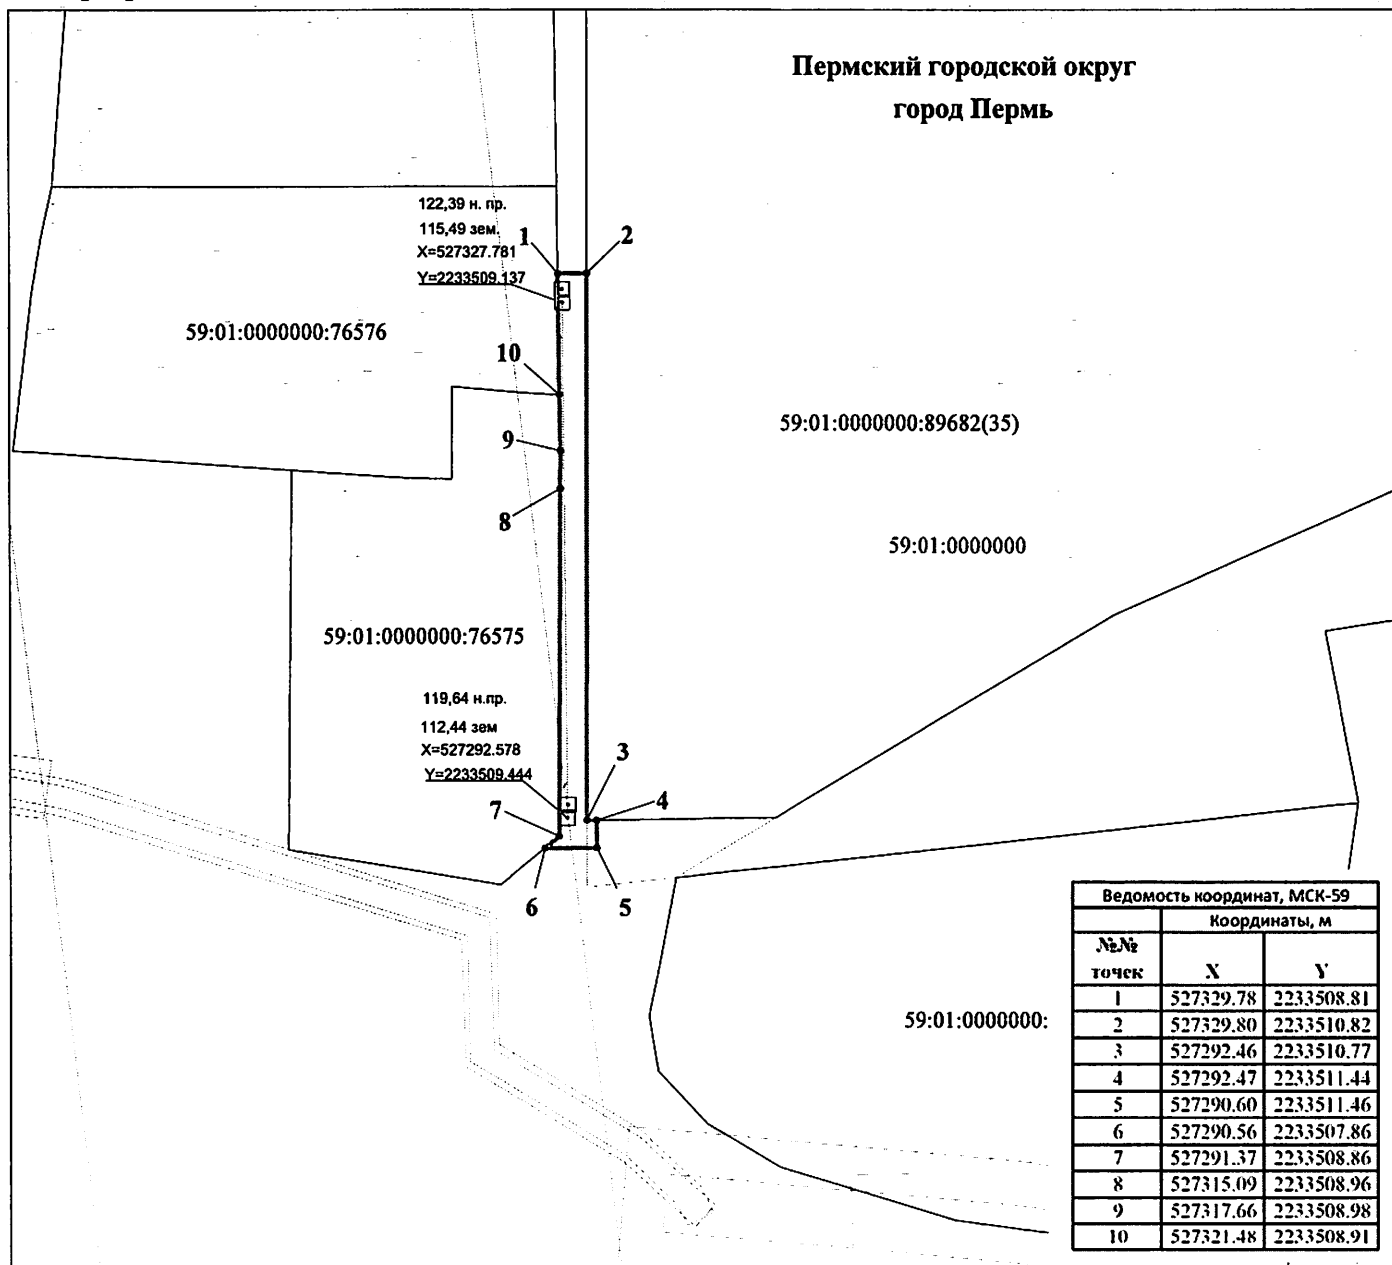 Пермский городской округ
город Пермь
122,39 н. пр.
115,49 зем.
X=527327.781
Y=2233509.137
1
2
59:01:0000000:76576
10
59:01:0000000:89682(35)
9
8
59:01:0000000
59:01:0000000:76575
119,64 н.пр.
112,44 зем
X=527292.578
Y=2233509.444
3
4
7
6
5
59:01:0000000:
Ведомость координат, МСК-59
Координаты, м
№№
точек X Y
1 527329.78 2233508.81
2 527329.80 2233510.82
3 527292.46 2233510.77
4 527292.47 2233511.44
5 527290.60 2233511.46
6 527290.56 2233507.86
7 527291.37 2233508.86
8 527315.09 2233508.96
9 527317.66 2233508.98
10 527321.48 2233508.91